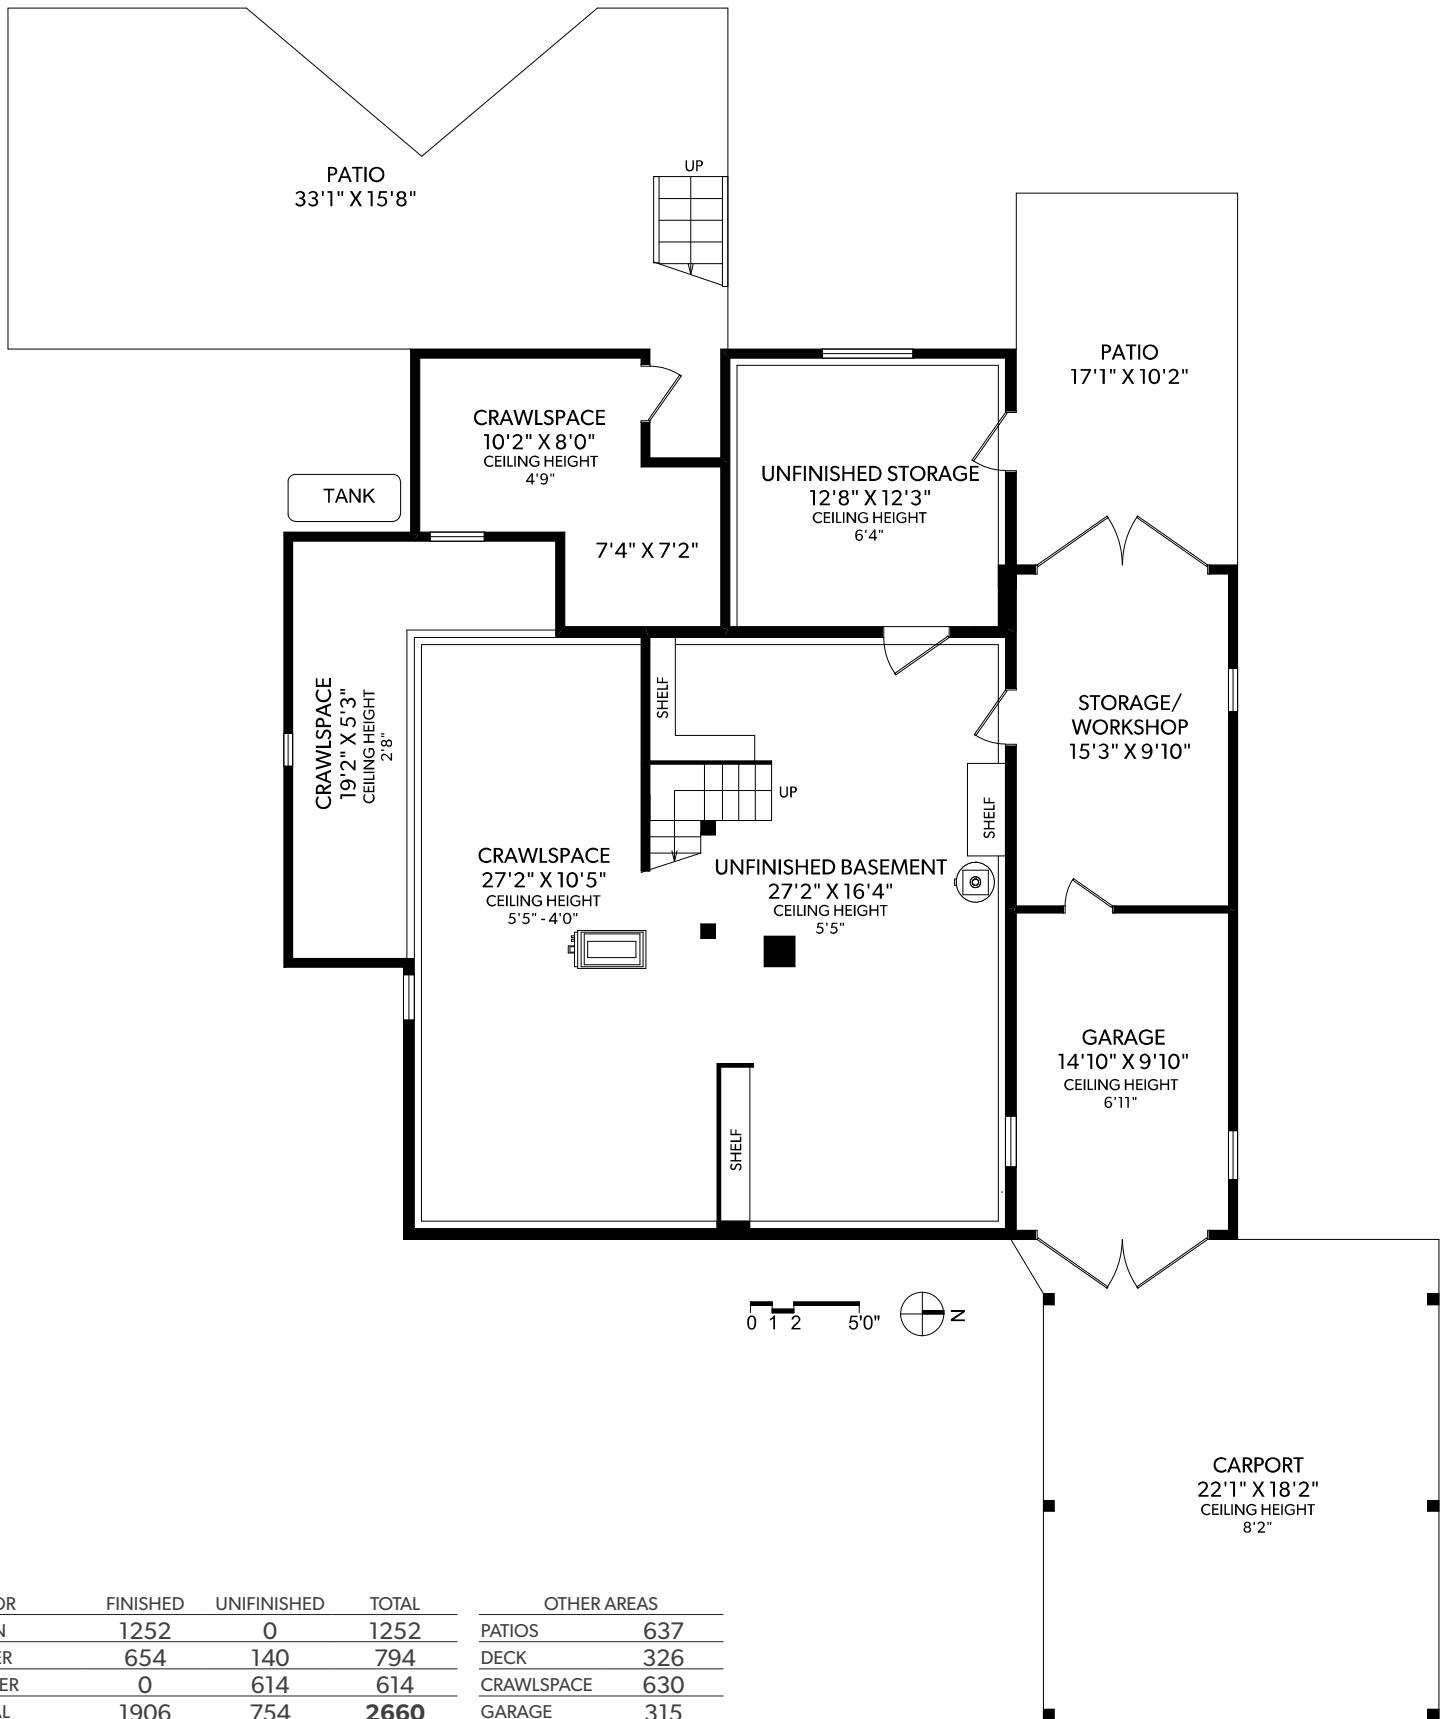 UP
PATIO
33'1" X 15'8"
PATIO
17'1" X 10'2"
CRAWLSPACE
10'2" X 8'0"
CEILING HEIGHT
4'9"
TANK
UNFINISHED STORAGE
12'8" X 12'3"
CEILING HEIGHT
6'4"
7'4" X 7'2"
CRAWLSPACE
19'2" X 5'3"
CEILING HEIGHT
2'8"
SHELF
STORAGE/
WORKSHOP
15'3" X 9'10"
UP
SHELF
CRAWLSPACE
27'2" X 10'5"
CEILING HEIGHT
5'5" - 4'0"
UNFINISHED BASEMENT
27'2" X 16'4"
CEILING HEIGHT
5'5"
GARAGE
14'10" X 9'10"
CEILING HEIGHT
6'11"
SHELF
0 1 2 5'0" N
CARPORT
22'1" X 18'2"
CEILING HEIGHT
8'2"
OR FINISHED UNIFINISHED TOTAL
N 1252 0 1252
ER 654 140 794
ER 0 614 614
AL 1906 754 2660
OTHER AREAS
PATIOS 637
DECK 326
CRAWLSPACE 630
GARAGE 315